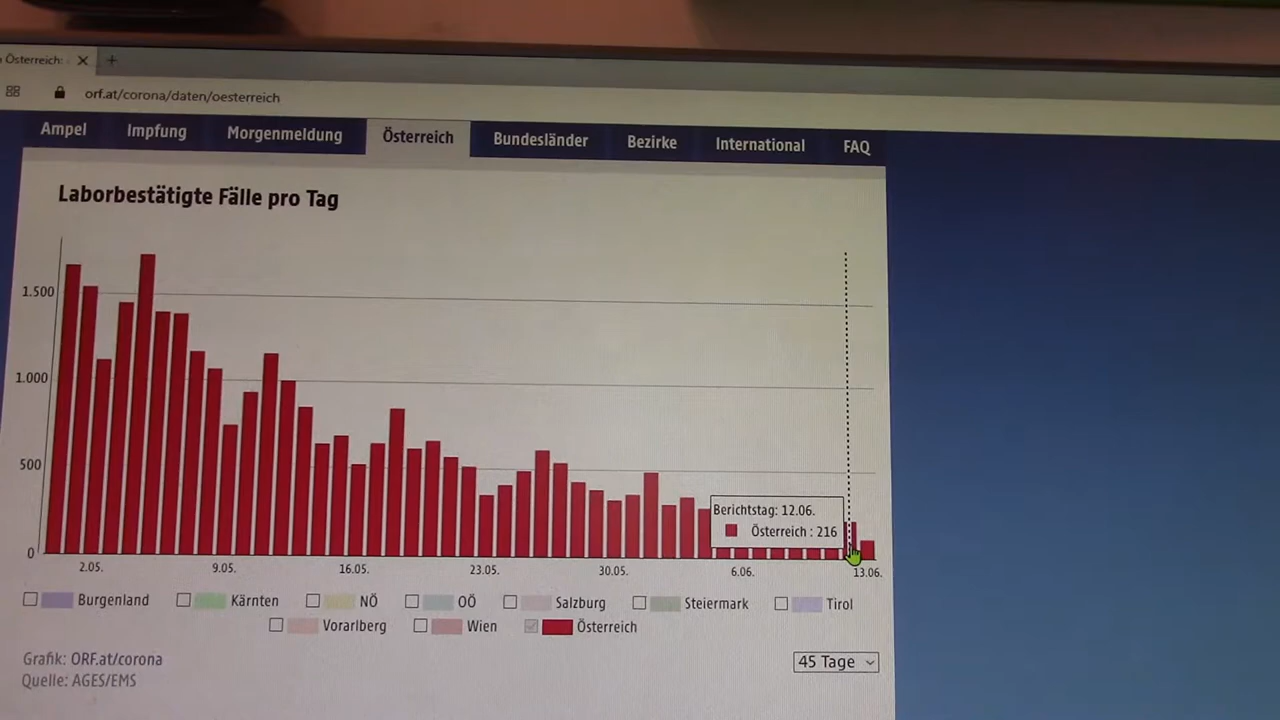 Österreich:
orf.at/corona/daten/oesterreich
Ampel Impfung Morgenmeldung Österreich Bundesländer Bezirke International FAQ
Laborbestätigte Fälle pro Tag
1.500
1.000
500
0
Berichtstag: 12.06.
Österreich : 216
2.05. 9.05. 16.05. 23.05. 30.05. 6.06. 13.06.
Burgenland Kärnten NÖ OÖ Salzburg Steiermark Tirol
Vorarlberg Wien Österreich
Grafik: ORF.at/corona
45 Tage
Quelle: AGES/EMS